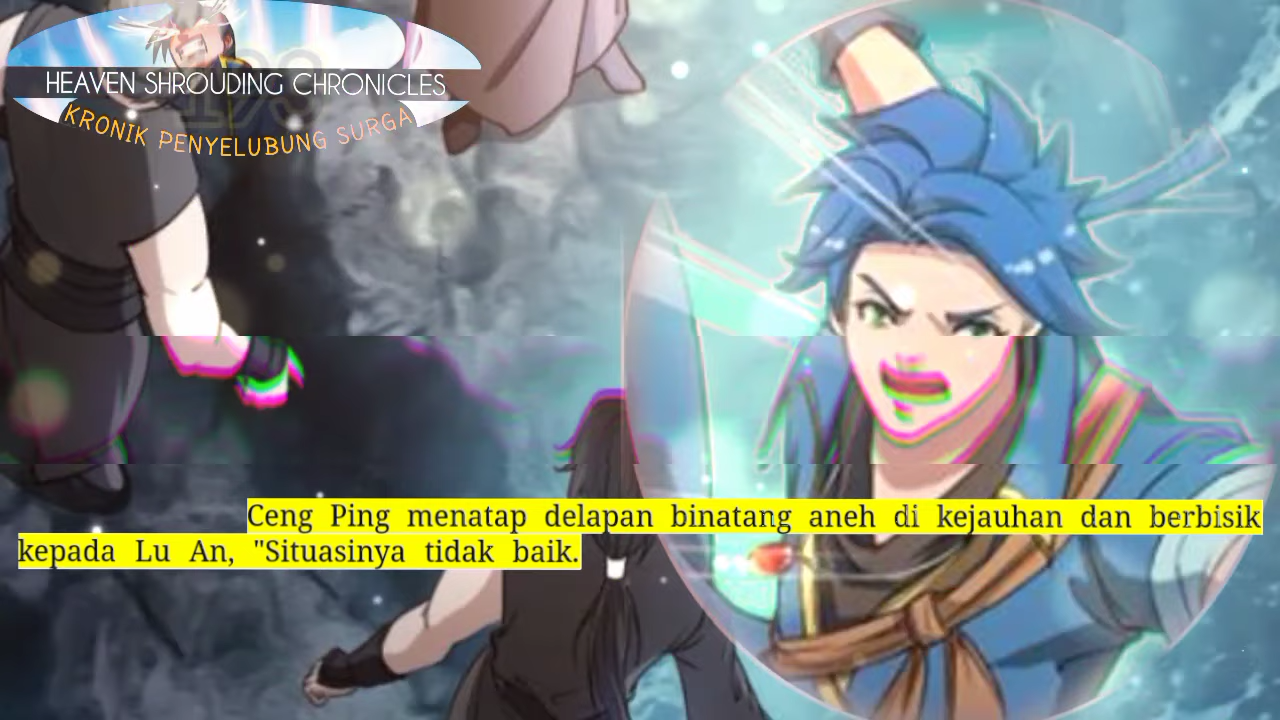 HEAVEN SHROUDING CHRONICLES
KRONIK PENYELUBUNG SURGA
Ceng Ping menatap delapan binatang aneh di kejauhan dan berbisik
kepada Lu An, "Situasinya tidak baik.